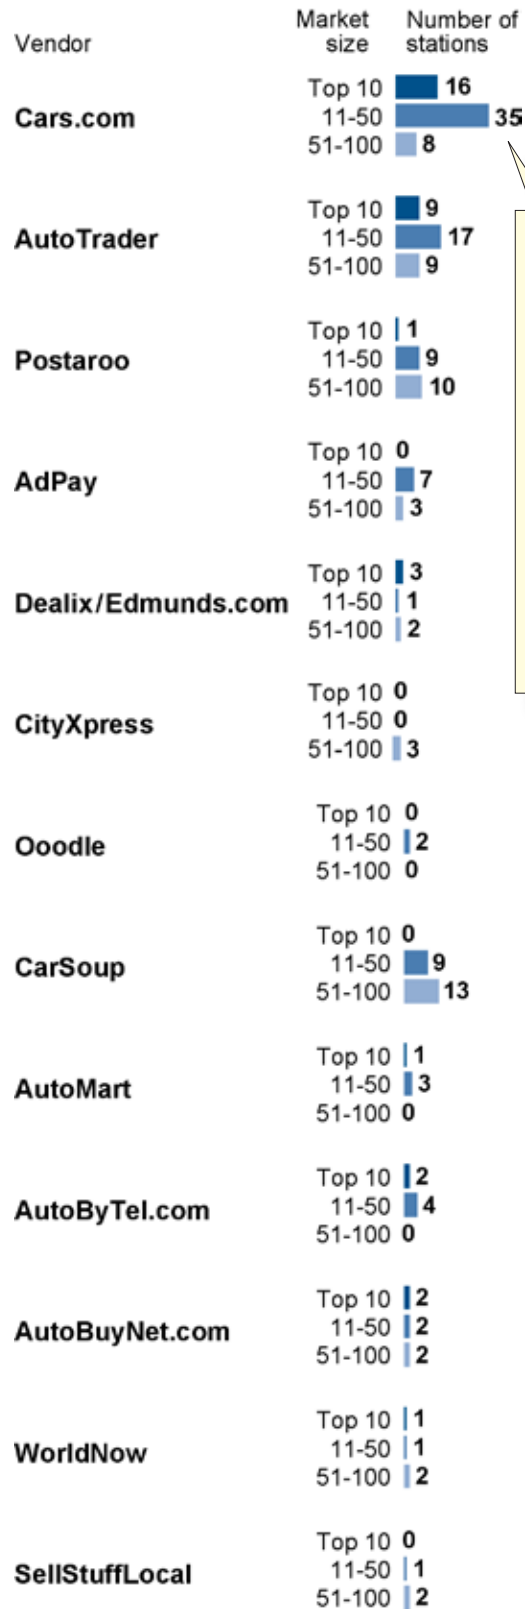 Vendor Market size Number of stations
Cars.com
Top 10 16
11-50 35
51-100 8
AutoTrader
Top 10 9
11-50 17
51-100 9
Postaroo
Top 10 1
11-50 9
51-100 10
AdPay
Top 10 0
11-50 7
51-100 3
Dealix/Edmunds.com
Top 10 3
11-50 1
51-100 2
CityXpress
Top 10 0
11-50 0
51-100 3
Ooodle
Top 10 0
11-50 2
51-100 0
CarSoup
Top 10 0
11-50 9
51-100 13
AutoMart
Top 10 1
11-50 3
51-100 0
AutoByTel.com
Top 10 2
11-50 4
51-100 0
AutoBuyNet.com
Top 10 2
11-50 2
51-100 2
WorldNow
Top 10 1
11-50 1
51-100 2
SellStuffLocal
Top 10 0
11-50 1
51-100 2